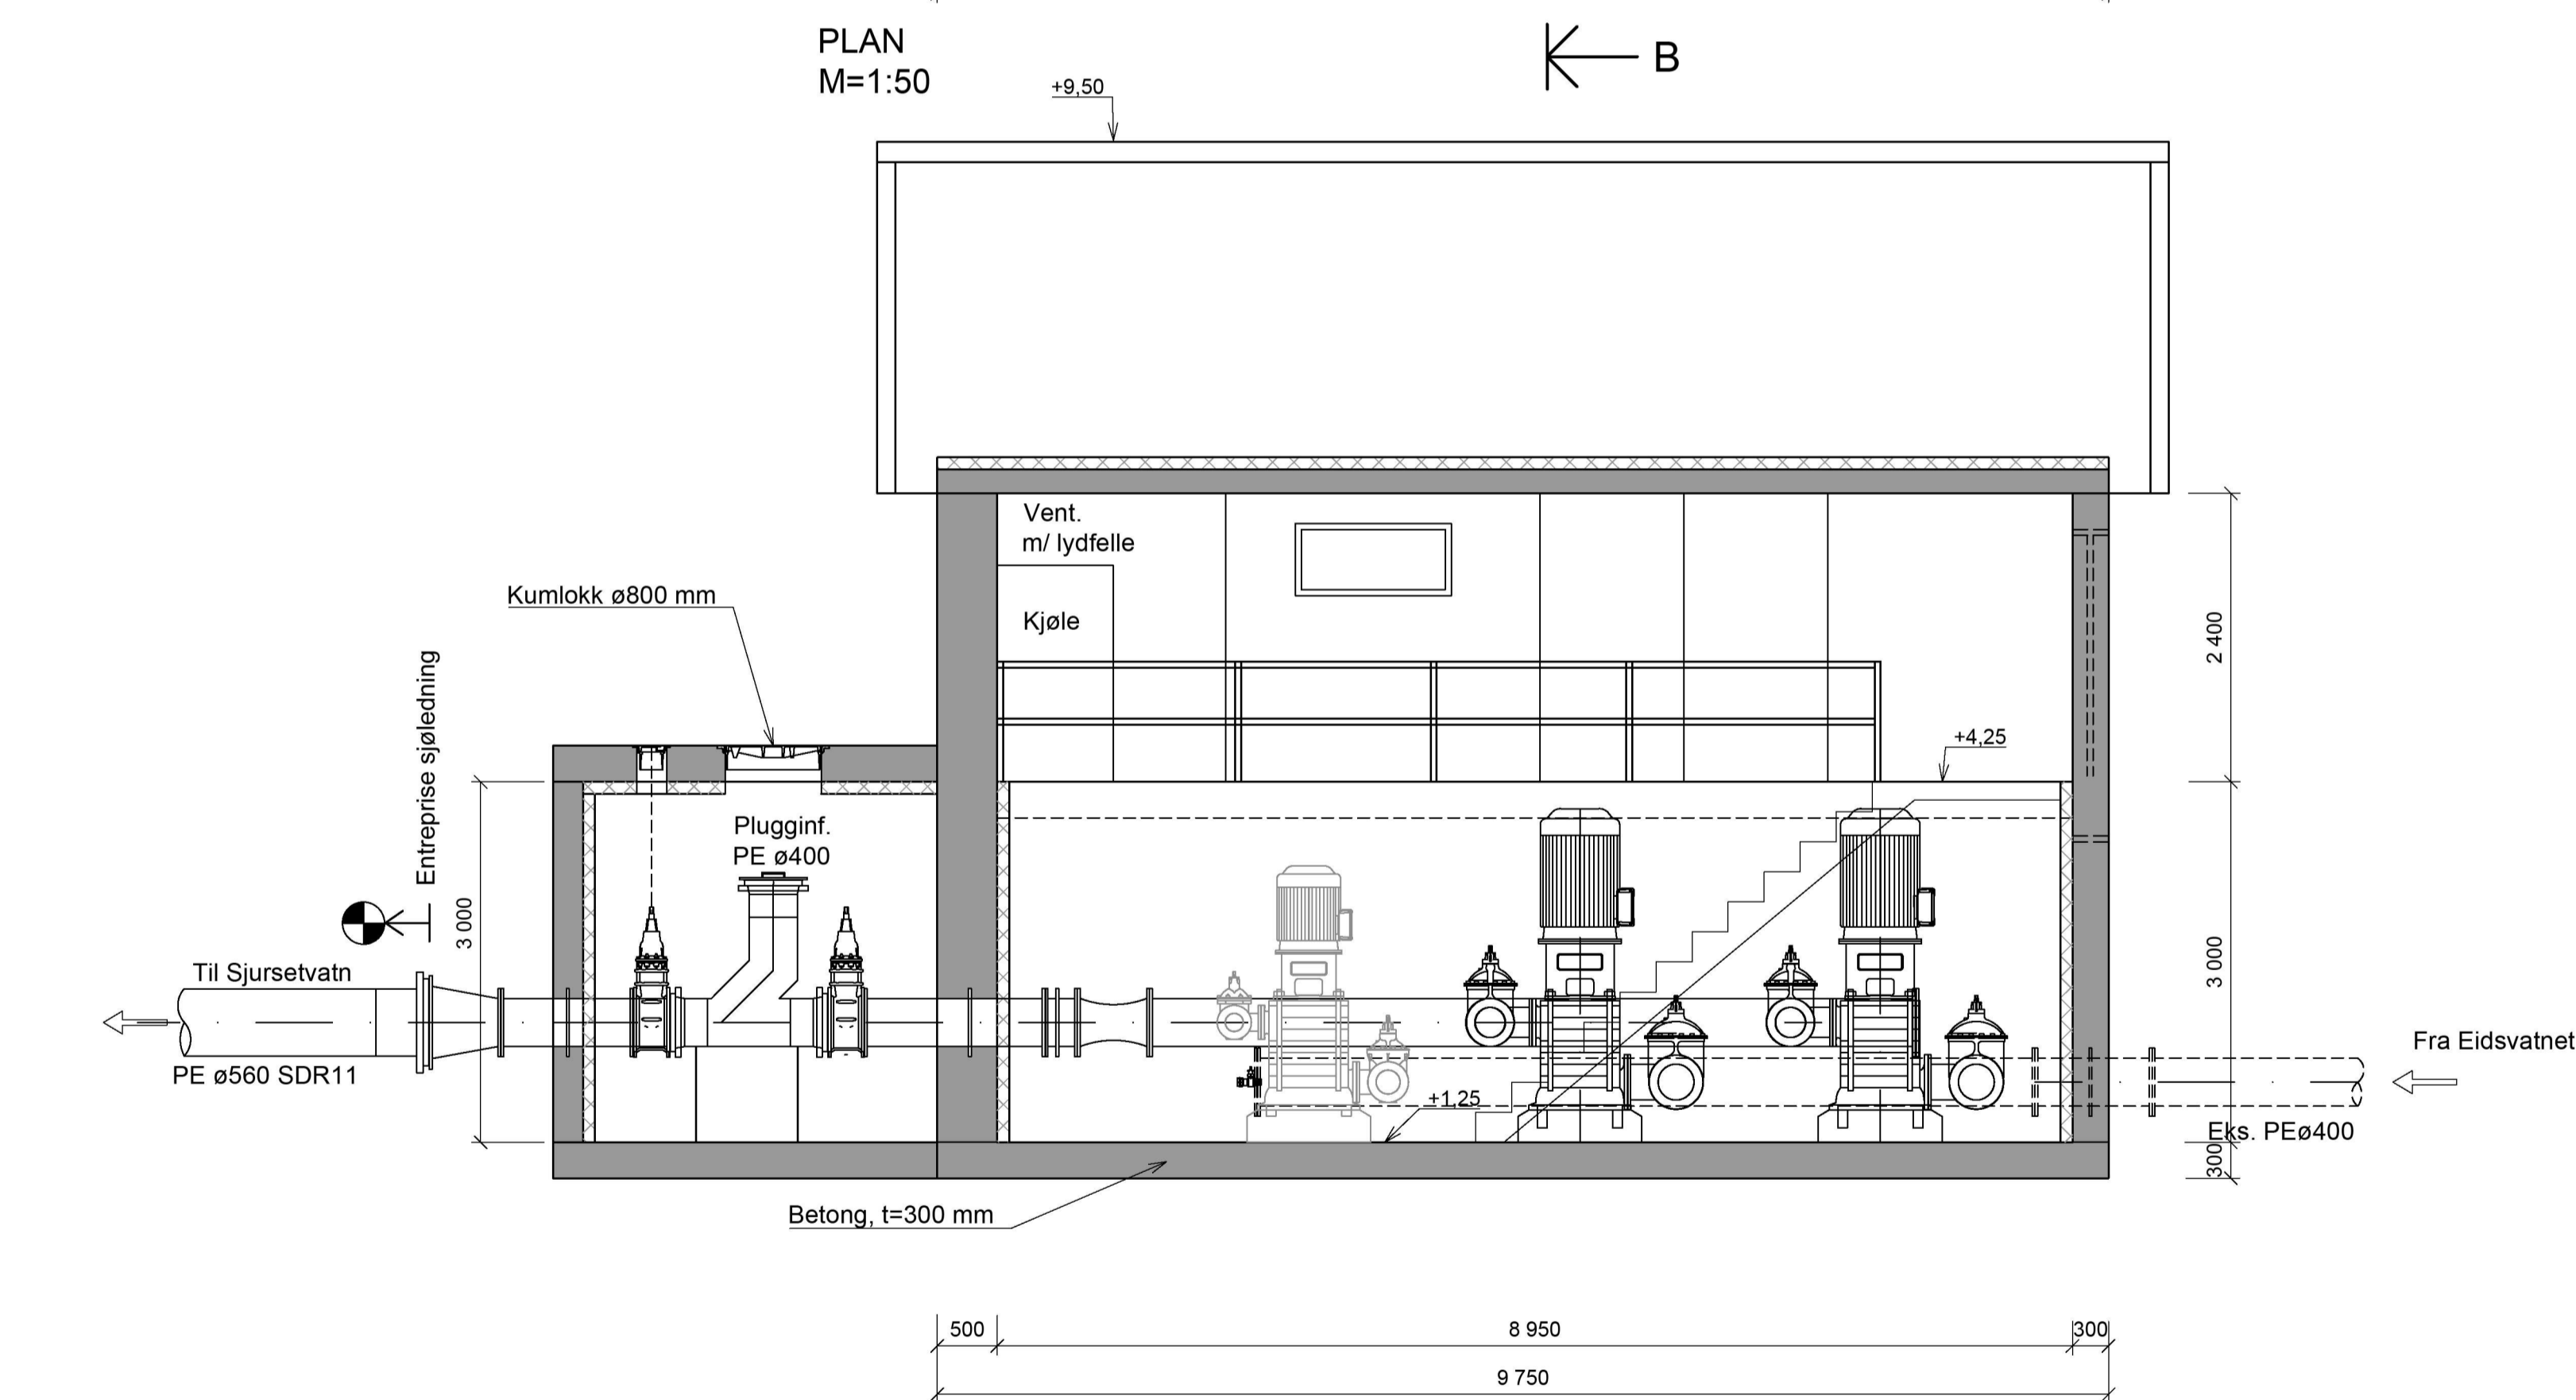 PLAN
M=1:50
B
+9,50
Vent.
m/ lydfelle
Kjøle
Kumlokk ø800 mm
Entreprise sjøledning
2 400
+4,25
Plugginf.
PE ø400
3 000
3 000
Til Sjursetvatn
PE ø560 SDR11
Fra Eidsvatnet
+1,25
Eks. PEø400
300
Betong, t=300 mm
500
8 950
300
9 750